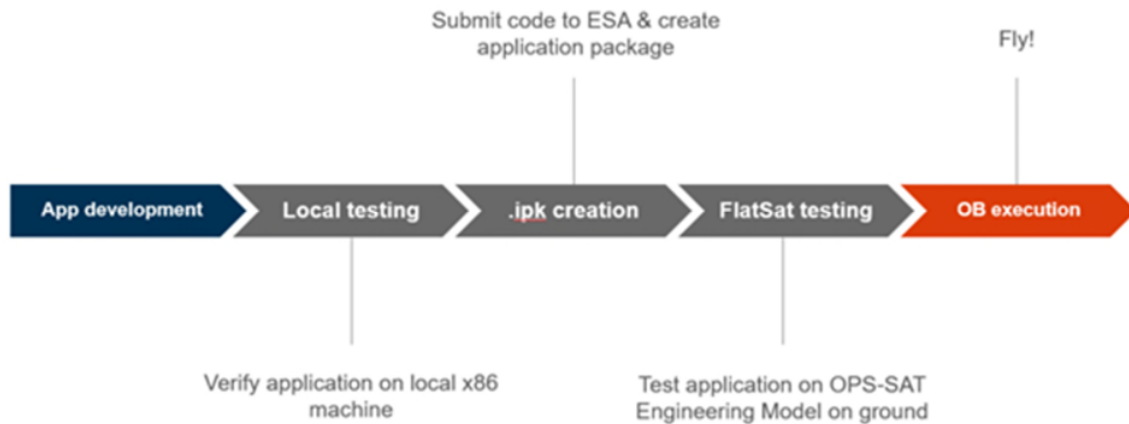 Submit code to ESA & create
application package
Fly!
App development
Local testing
.ipk creation
FlatSat testing
OB execution
Verify application on local x86
machine
Test application on OPS-SAT
Engineering Model on ground